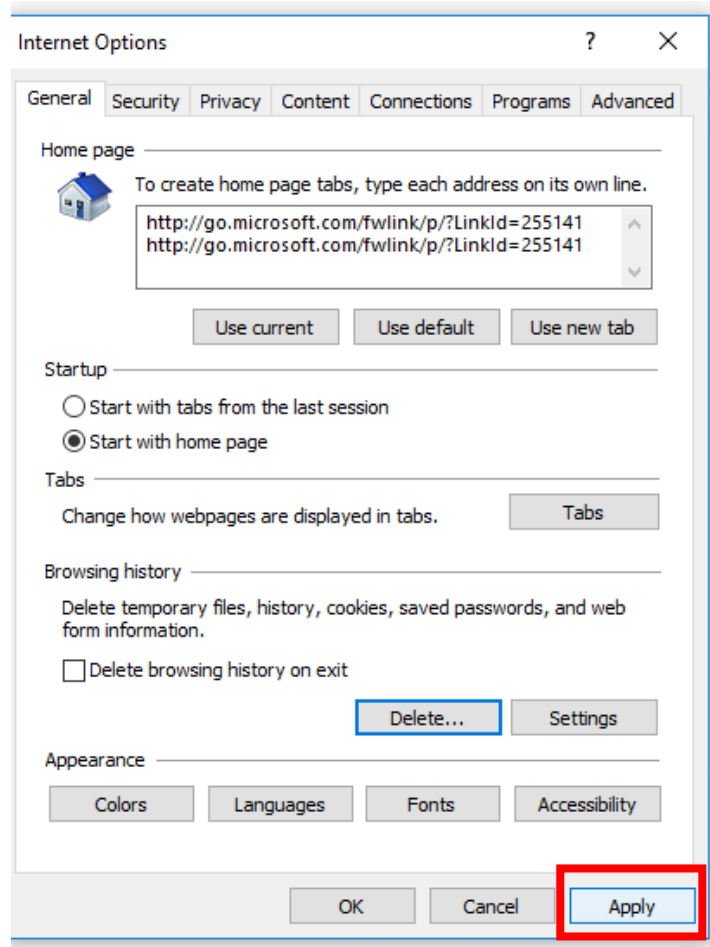 Internet Options ?
General Security Privacy Content Connections Programs Advanced
Home page
To create home page tabs, type each address on its own line.
http://go.microsoft.com/fwlink/p/?LinkId=255141
http://go.microsoft.com/fwlink/p/?LinkId=255141
Use current Use default Use new tab
Startup
Start with tabs from the last session
Start with home page
Tabs
Change how webpages are displayed in tabs. Tabs
Browsing history
Delete temporary files, history, cookies, saved passwords, and web
form information.
Delete browsing history on exit
Delete... Settings
Appearance
Colors Languages Fonts Accessibility
OK Cancel Apply